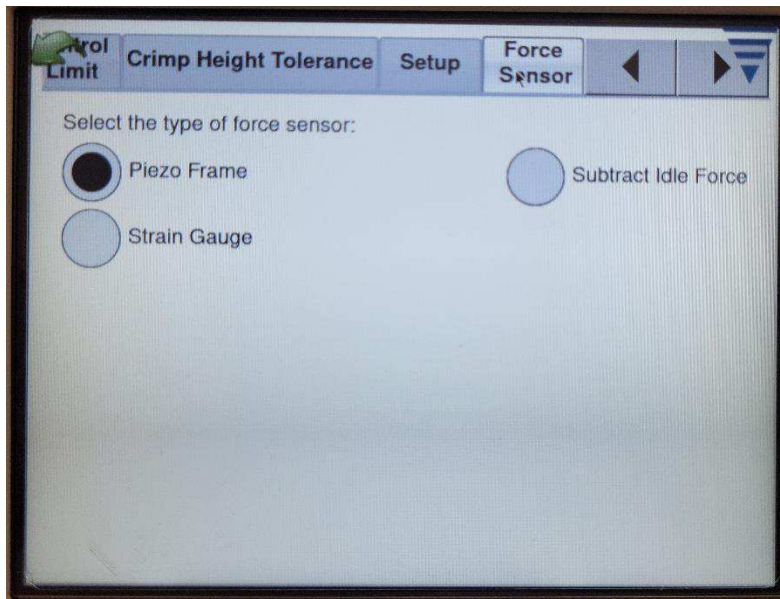 Limit
Crimp Height Tolerance
Setup
Force
Sensor
Select the type of force sensor:
Piezo Frame
Subtract Idle Force
Strain Gauge